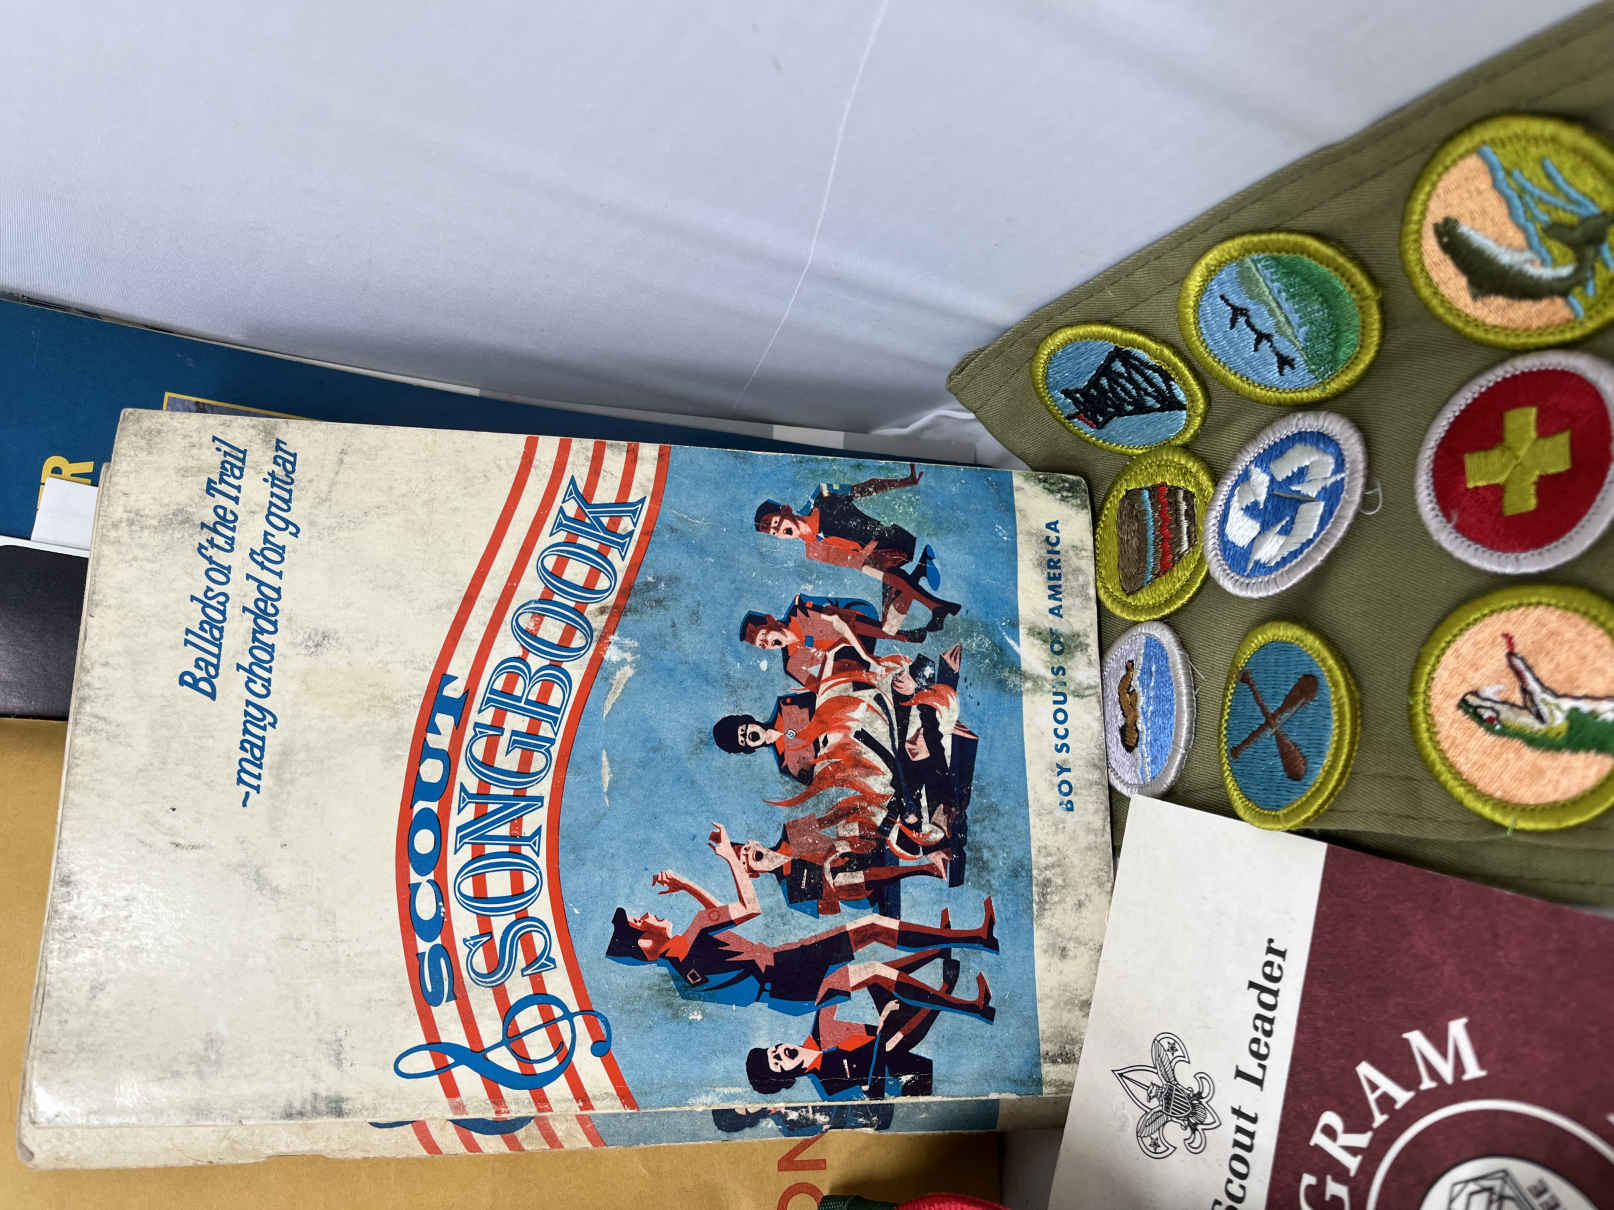 Ballads of the Trail
~many chorded for guitar
SCOUT
SONGBOOK
BOY SCOUTS OF AMERICA
Scout Leader
GRAM